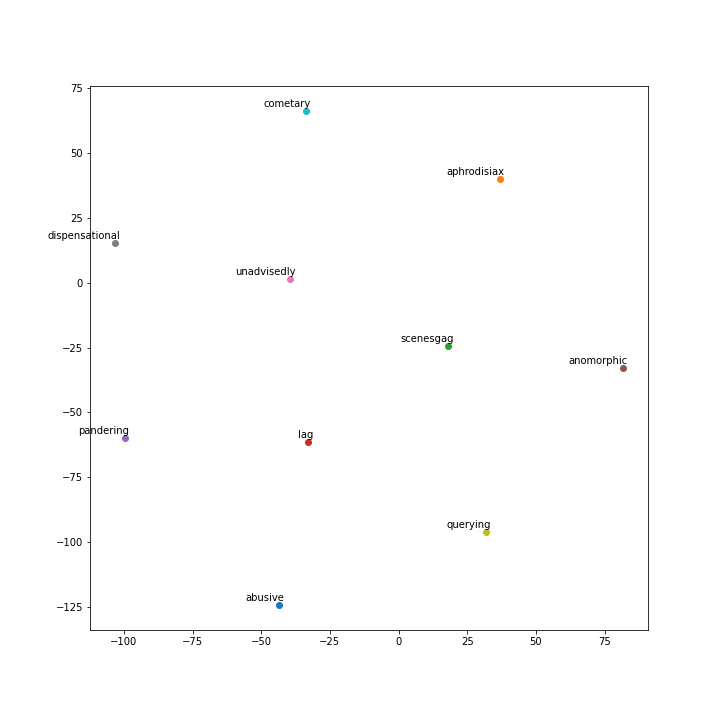 75
cometary
50
aphrodisiax
25
dispensational
unadvisedly
0
scenesgag
−25
anomorphic
−50
pandering
lag
−75
querying
−100
abusive
−125
−100 −75 −50 −25 0 25 50 75